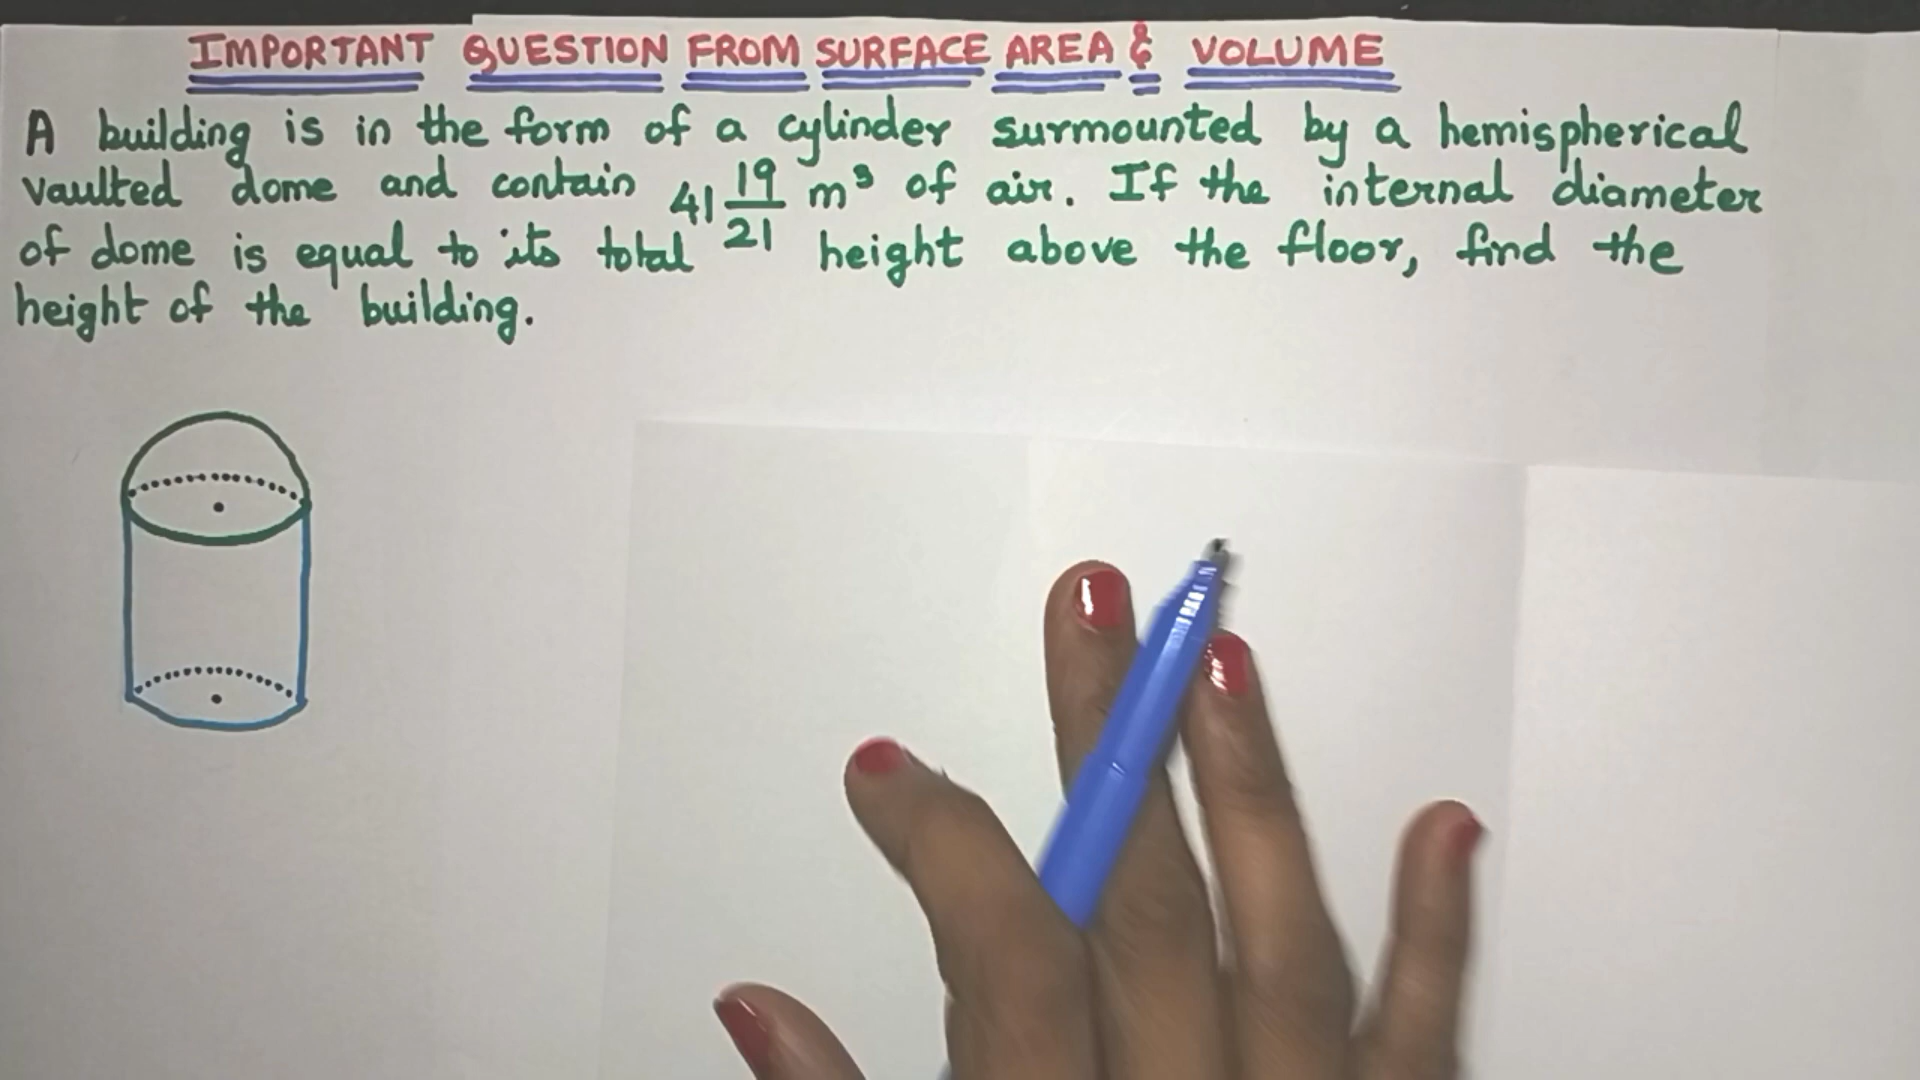 IMPORTANT QUESTION FROM SURFACE AREA & VOLUME
A building is in the form of a cylinder surmounted by a hemispherical
vaulted dome and contain 41 19/21 m³ of air. If the internal diameter
of dome is equal to its total height above the floor, find the
height of the building.